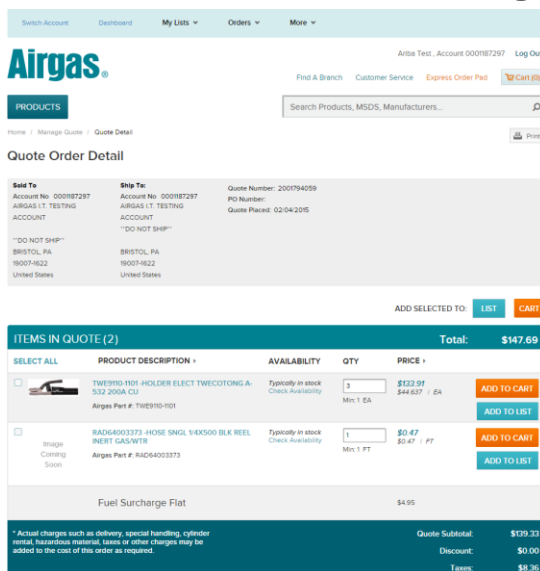 Switch Account Dashboard My Lists Orders More
Airgas®
Ariba Test , Account 0001187297 Log Out
Find A Branch Customer Service Express Order Pad Cart (0)
PRODUCTS
Search Products, MSDS, Manufacturers...
Home / Manage Quote / Quote Detail
Print
Quote Order Detail
Sold To
Account No 0001187297
AIRGAS I.T. TESTING
ACCOUNT
**DO NOT SHIP**
BRISTOL, PA
19007-1622
United States
Ship To:
Account No 0001187297
AIRGAS I.T. TESTING
ACCOUNT
**DO NOT SHIP**
BRISTOL, PA
19007-1622
United States
Quote Number: 2001794059
PO Number:
Quote Placed: 02/04/2015
ADD SELECTED TO: LIST CART
ITEMS IN QUOTE (2) Total: $147.69
SELECT ALL PRODUCT DESCRIPTION AVAILABILITY QTY PRICE
TWE9110-1101 -HOLDER ELECT TWECOTONG A-
532 200A CU
Airgas Part #: TWE9110-1101
Typically in stock
Check Availability
3
Min: 1 EA
$133.91
$44.637 / EA
ADD TO CART
ADD TO LIST
Image
Coming
Soon
RAD64003373 -HOSE SNGL 1/4X500 BLK REEL
INERT GAS/WTR
Airgas Part #: RAD64003373
Typically in stock
Check Availability
1
Min: 1 FT
$0.47
$0.47 / FT
ADD TO CART
ADD TO LIST
Fuel Surcharge Flat $4.95
* Actual charges such as delivery, special handling, cylinder
rental, hazardous material, taxes or other charges may be
added to the cost of this order as required.
Quote Subtotal: $139.33
Discount: $0.00
Taxes: $8.36